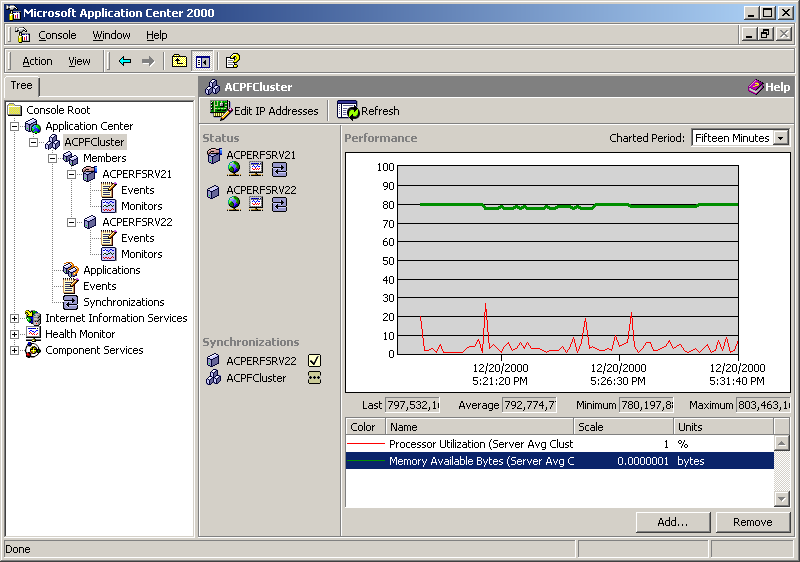 Microsoft Application Center 2000
Console Window Help
Action View
Tree
Console Root
Application Center
ACPFCluster
Members
ACPERFSRV21
Events
Monitors
ACPERFSRV22
Events
Monitors
Applications
Events
Synchronizations
Internet Information Services
Health Monitor
Component Services
ACPFCluster Help
Edit IP Addresses Refresh
Status
ACPERFSRV21
ACPERFSRV22
Synchronizations
ACPERFSRV22
ACPFCluster
Performance Charted Period: Fifteen Minutes
100
90
80
70
60
50
40
30
20
10
0
12/20/2000 12/20/2000 12/20/2000
5:21:20 PM 5:26:30 PM 5:31:40 PM
Last 797,532,1 Average 792,774,7 Minimum 780,197,8 Maximum 803,463,1
Color Name Scale Units
Processor Utilization (Server Avg Clust 1 %
Memory Available Bytes (Server Avg C 0.0000001 bytes
Add... Remove
Done